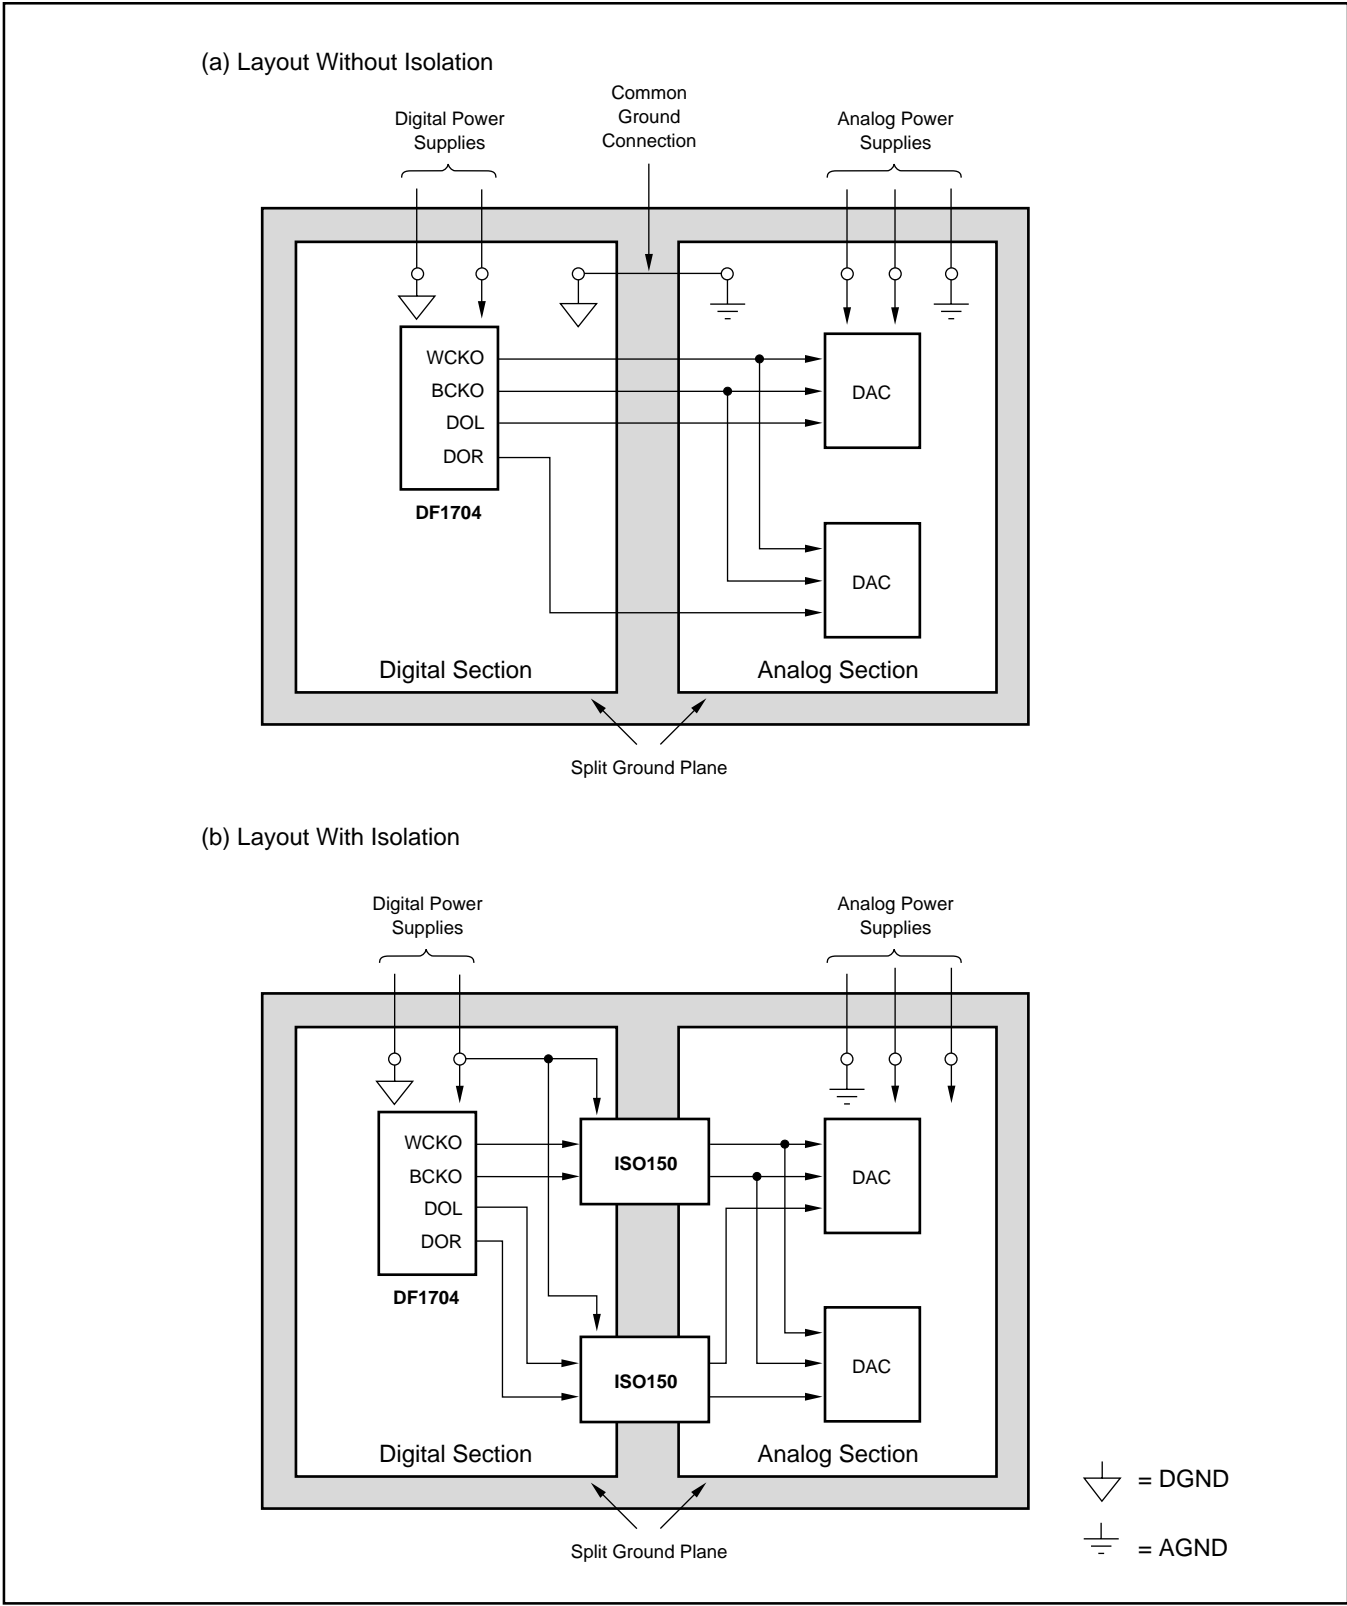 (a) Layout Without Isolation
Common
Ground
Connection
Digital Power
Supplies
Analog Power
Supplies
WCKO
BCKO
DOL
DOR
DF1704
DAC
DAC
Digital Section
Analog Section
Split Ground Plane
(b) Layout With Isolation
Digital Power
Supplies
Analog Power
Supplies
WCKO
BCKO
DOL
DOR
DF1704
ISO150
DAC
ISO150
DAC
Digital Section
Analog Section
Split Ground Plane
= DGND
= AGND